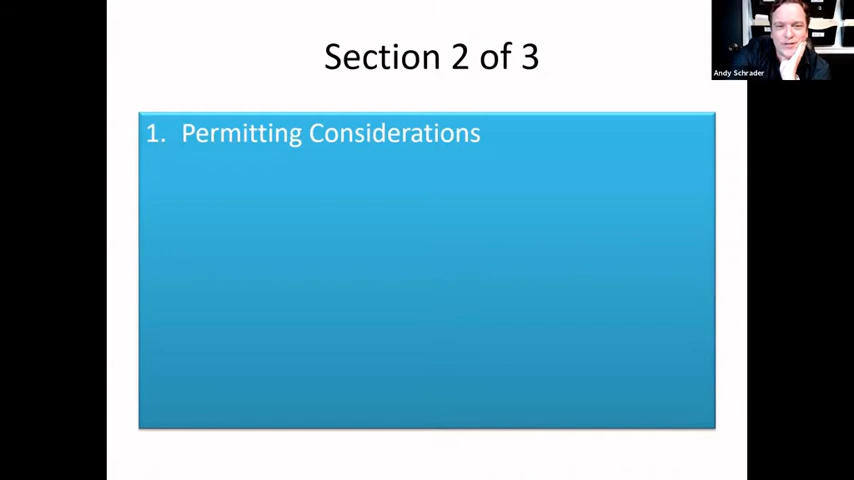 Section 2 of 3
Andy Schrader
1. Permitting Considerations